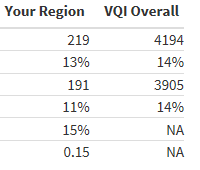 Your Region VQI Overall
219 4194
13% 14%
191 3905
11% 14%
15% NA
0.15 NA